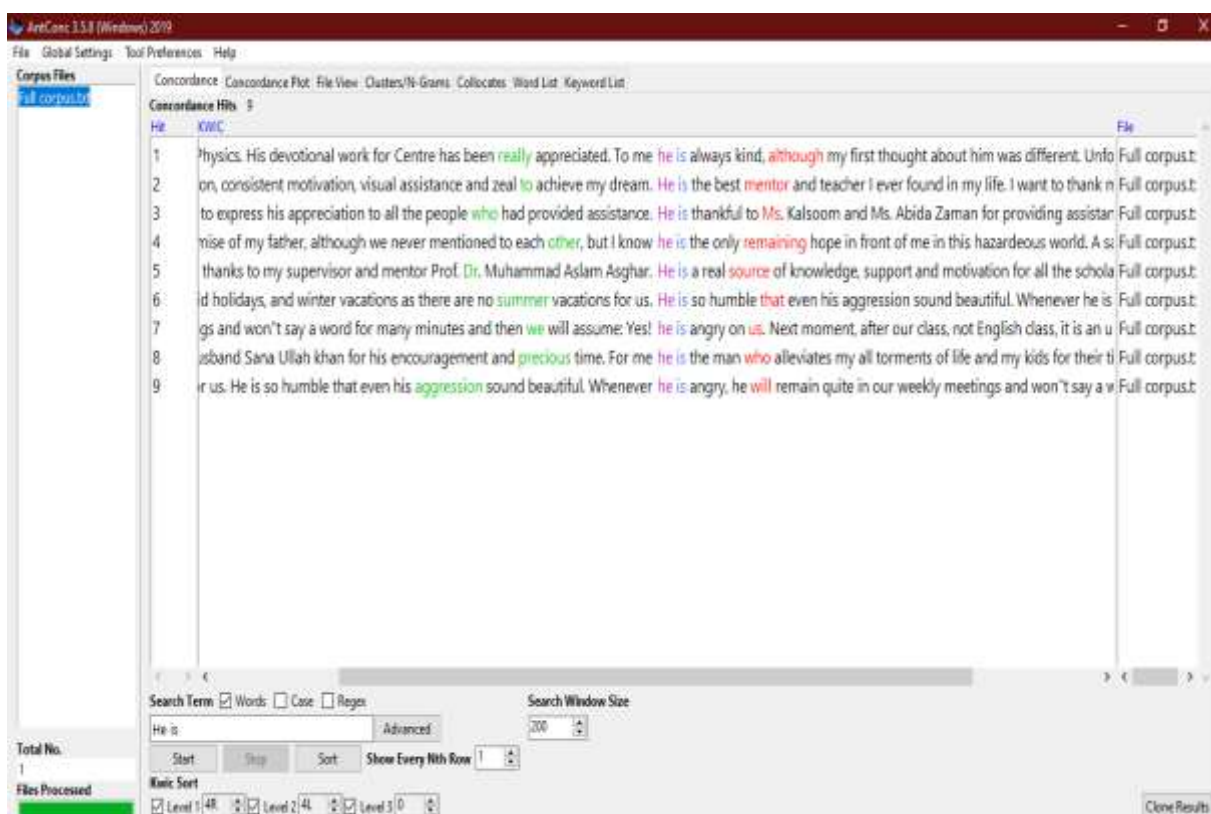 AntConc 3.5.8 (Windows) 2019
File Global Settings Tool Preferences Help
Corpus Files
Full corpus.txt
Concordance Concordance Plot File View Clusters/N-Grams Collocates Word List Keyword List
Concordance Hits 9
Hit KWIC File
1 Physics. His devotional work for Centre has been really appreciated. To me he is always kind, although my first thought about him was different. Unfo Full corpus.t
2 on, consistent motivation, visual assistance and zeal to achieve my dream. He is the best mentor and teacher I ever found in my life. I want to thank n Full corpus.t
3 to express his appreciation to all the people who had provided assistance. He is thankful to Ms. Kalsoom and Ms. Abida Zaman for providing assistan Full corpus.t
4 mise of my father, although we never mentioned to each other, but I know he is the only remaining hope in front of me in this hazardeous world. A sa Full corpus.t
5 thanks to my supervisor and mentor Prof. Dr. Muhammad Aslam Asghar. He is a real source of knowledge, support and motivation for all the schola Full corpus.t
6 d holidays, and winter vacations as there are no summer vacations for us. He is so humble that even his aggression sound beautiful. Whenever he is Full corpus.t
7 gs and won"t say a word for many minutes and then we will assume: Yes! he is angry on us. Next moment, after our class, not English class, it is an u Full corpus.t
8 usband Sana Ullah khan for his encouragement and precious time. For me he is the man who alleviates my all torments of life and my kids for their ti Full corpus.t
9 or us. He is so humble that even his aggression sound beautiful. Whenever he is angry, he will remain quite in our weekly meetings and won"t say a w Full corpus.t
Search Term Words Case Regex Search Window Size
He is Advanced 200
Total No.
1
Start Stop Sort Show Every Nth Row 1
Files Processed
Kwic Sort
Level 1 4R Level 2 4L Level 3 0 Clone Results